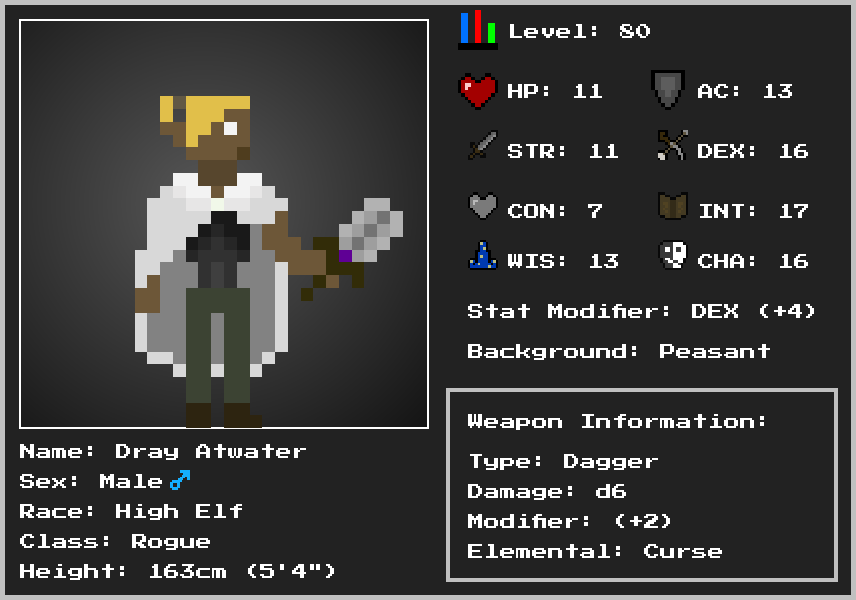 Level: 80
HP: 11 AC: 13
STR: 11 DEX: 16
CON: 7 INT: 17
WIS: 13 CHA: 16
Stat Modifier: DEX (+4)
Background: Peasant
Weapon Information:
Type: Dagger
Damage: d6
Modifier: (+2)
Elemental: Curse
Name: Dray Atwater
Sex: Male♂
Race: High Elf
Class: Rogue
Height: 163cm (5'4")